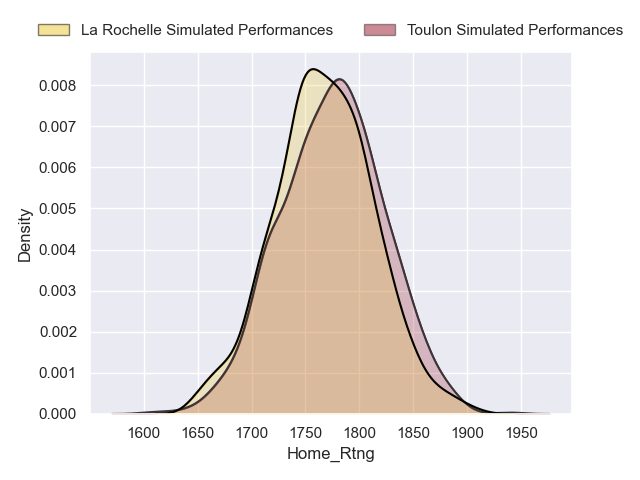 La Rochelle Simulated Performances
Toulon Simulated Performances
0.008
0.007
0.006
0.005
0.004
0.003
0.002
0.001
0.000
Density
1600 1650 1700 1750 1800 1850 1900 1950
Home_Rtng